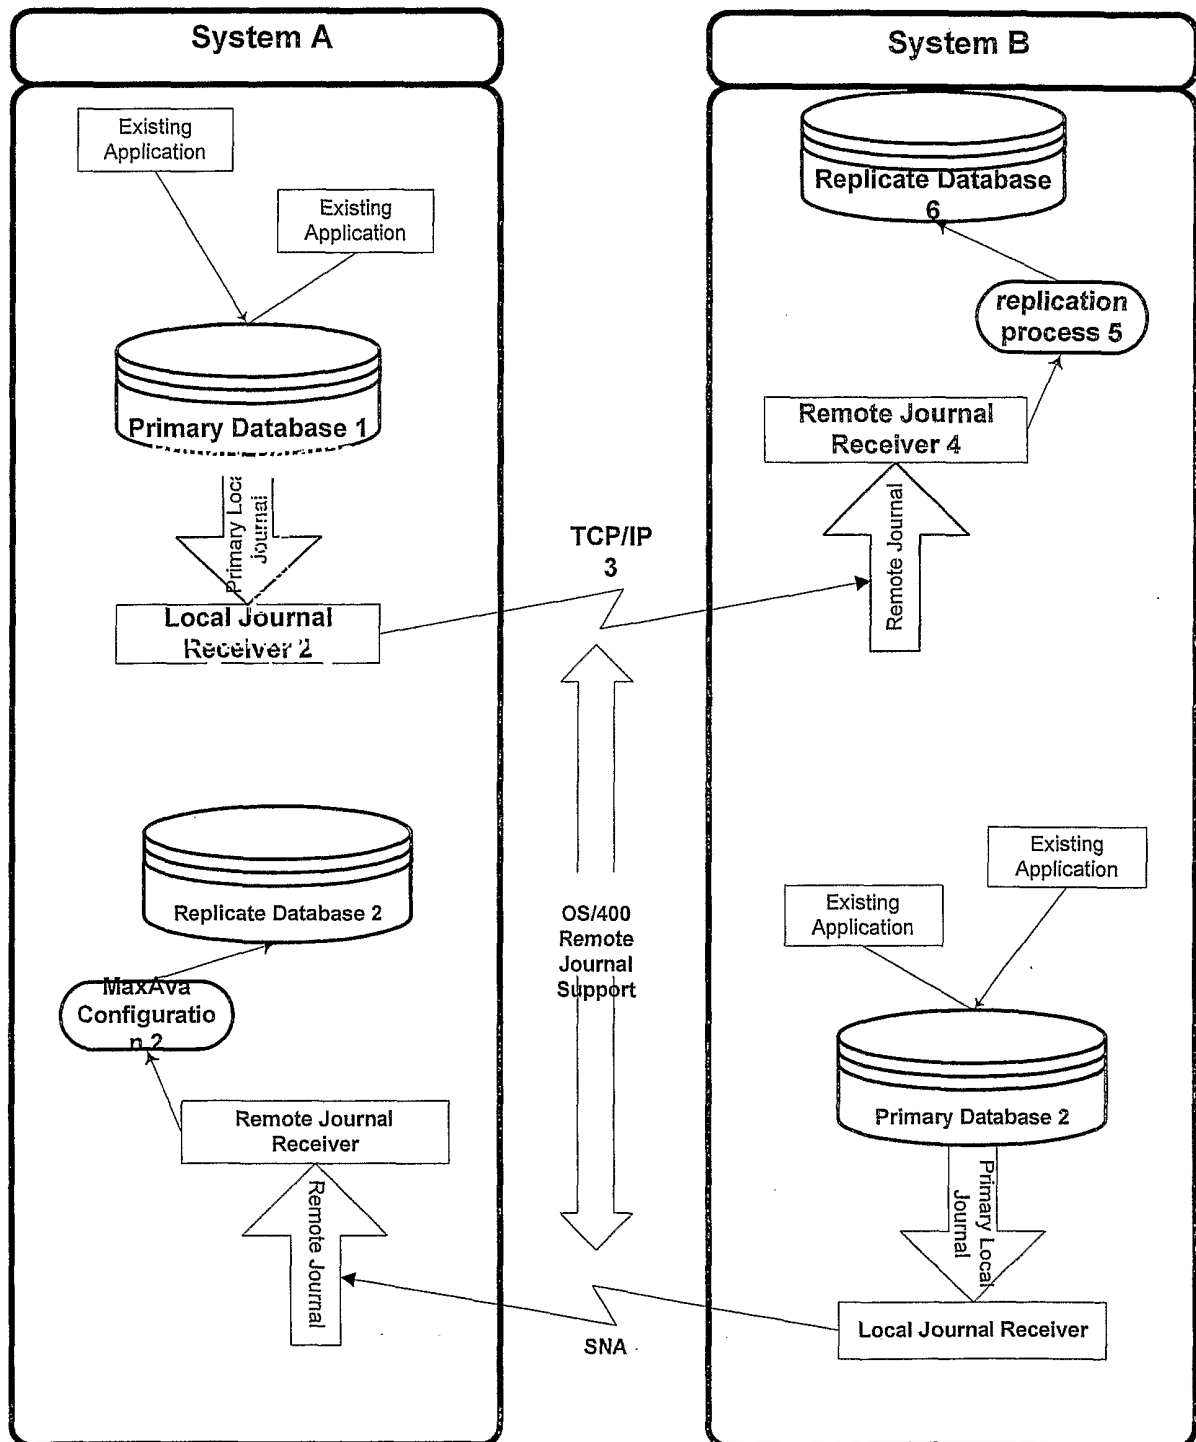 System A
Existing
Application
Existing
Application
Primary Database 1
Primary Local
Journal
Local Journal
Receiver 2
TCP/IP
3
System B
Replicate Database
6
replication
process 5
Remote Journal
Receiver 4
Remote Journal
Replicate Database 2
MaxAva
Configuratio
n 2
Remote Journal
Receiver
Remote Journal
OS/400
Remote
Journal
Support
SNA
Existing
Application
Existing
Application
Primary Database 2
Primary Local
Journal
Local Journal Receiver